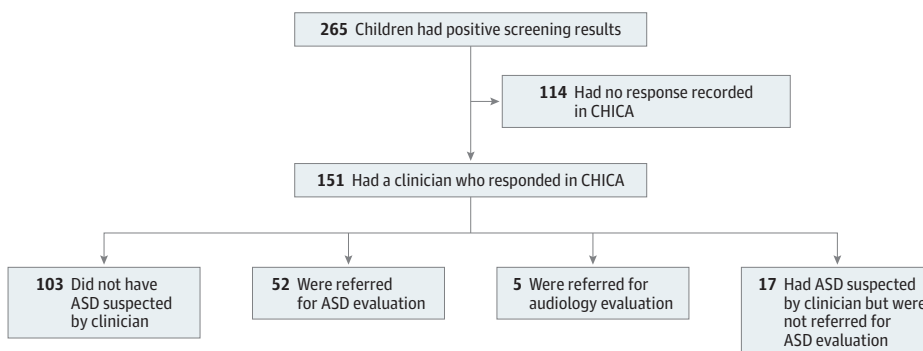 265 Children had positive screening results
114 Had no response recorded
in CHICA
151 Had a clinician who responded in CHICA
103 Did not have
ASD suspected
by clinician
52 Were referred
for ASD evaluation
5 Were referred for
audiology evaluation
17 Had ASD suspected
by clinician but were
not referred for
ASD evaluation